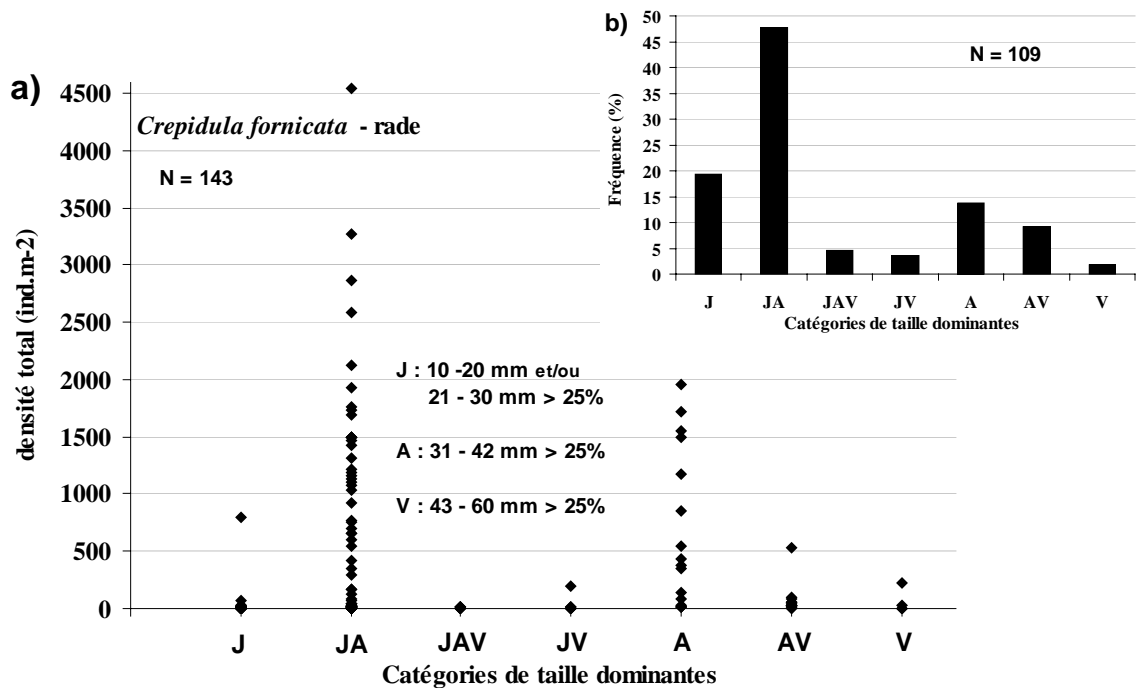 a)
4500
4000
3500
3000
2500
2000
1500
1000
500
0
densité total (ind.m-2)
Crepidula fornicata - rade
N = 143
J : 10 -20 mm et/ou
21 - 30 mm > 25%
A : 31 - 42 mm > 25%
V : 43 - 60 mm > 25%
J JA JAV JV A AV V
Catégories de taille dominantes
b)
50
45
40
35
30
25
20
15
10
5
0
Fréquence (%)
N = 109
J JA JAV JV A AV V
Catégories de taille dominantes